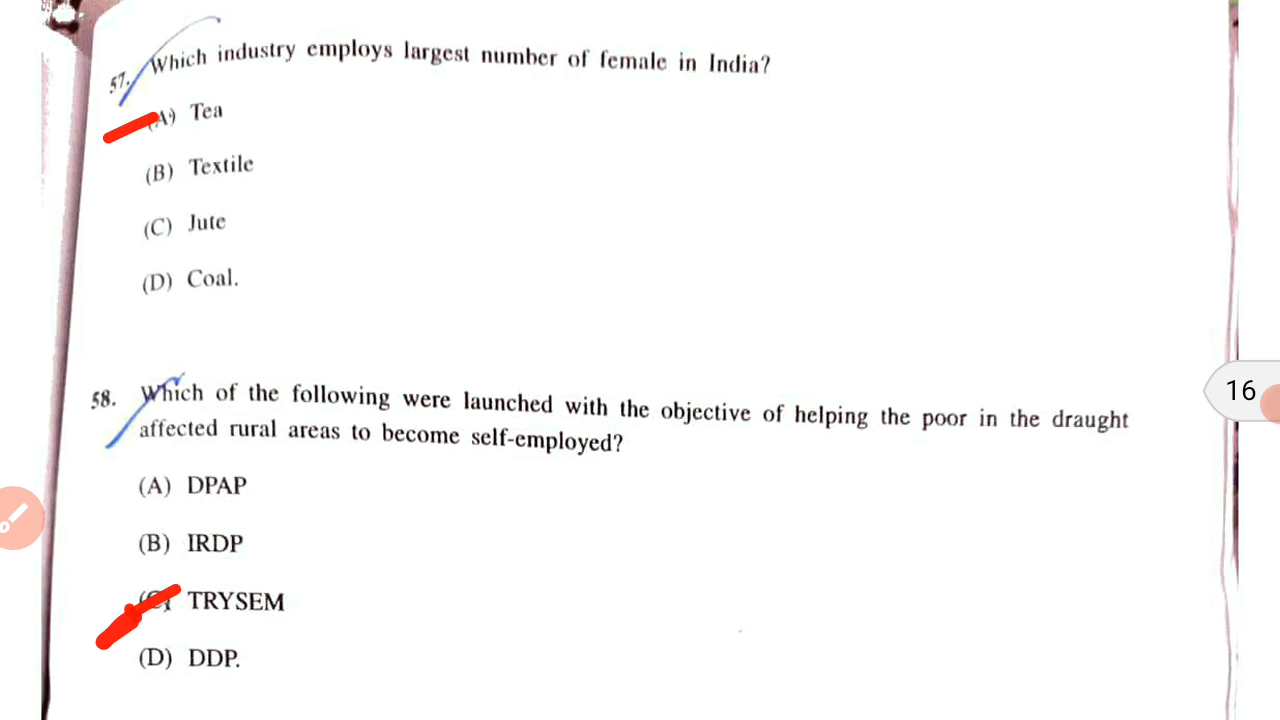 57. Which industry employs largest number of female in India?
(A) Tea
(B) Textile
(C) Jute
(D) Coal.
16
58. Which of the following were launched with the objective of helping the poor in the draught
affected rural areas to become self-employed?
(A) DPAP
(B) IRDP
(C) TRYSEM
(D) DDP.